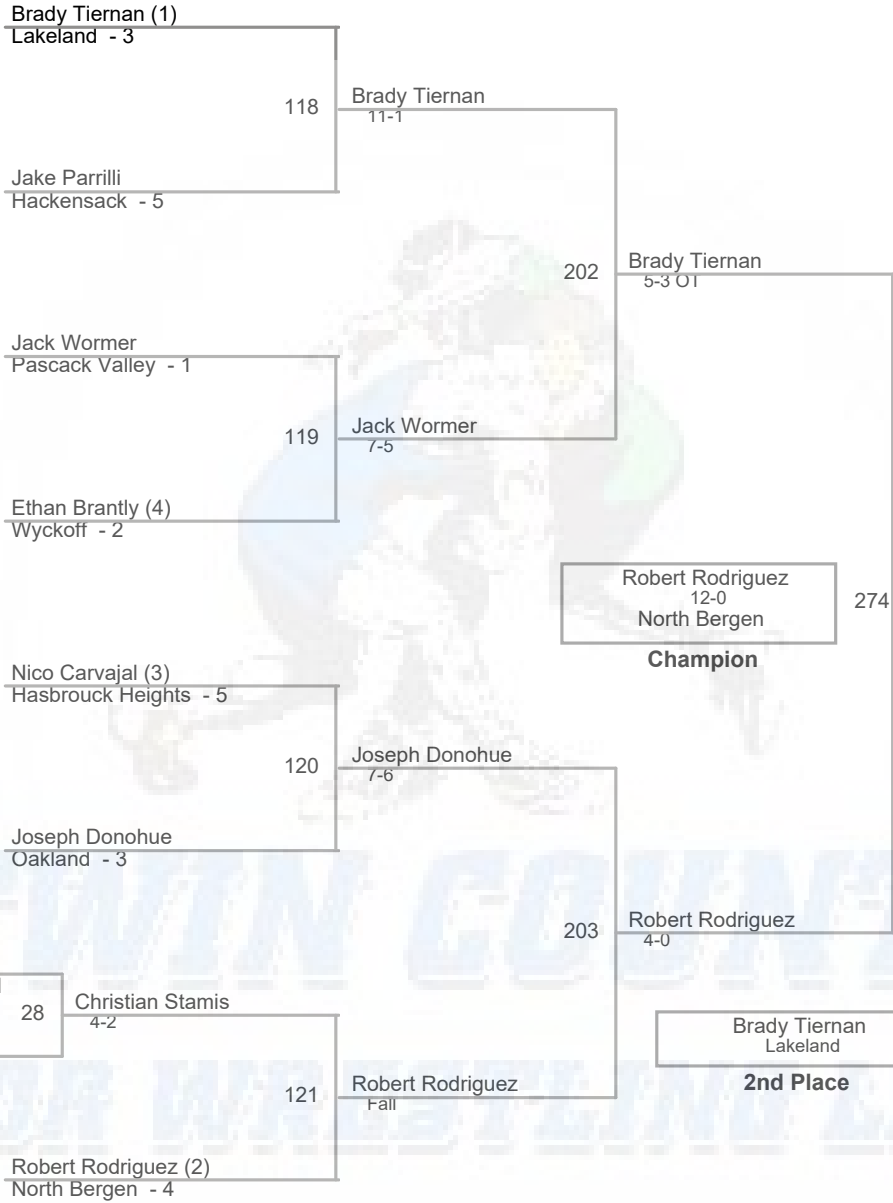 Brady Tiernan (1)
Lakeland - 3
118
Brady Tiernan
11-1
Jake Parrilli
Hackensack - 5
202
Brady Tiernan
5-3 OT
Jack Wormer
Pascack Valley - 1
119
Jack Wormer
7-5
Ethan Brantly (4)
Wyckoff - 2
Robert Rodriguez
12-0
North Bergen
274
Champion
Nico Carvajal (3)
Hasbrouck Heights - 5
120
Joseph Donohue
7-6
Joseph Donohue
Oakland - 3
203
Robert Rodriguez
4-0
28
Christian Stamis
4-2
Brady Tiernan
Lakeland
2nd Place
121
Robert Rodriguez
Fall
Robert Rodriguez (2)
North Bergen - 4
WIN COUNT
OR WRESTLING